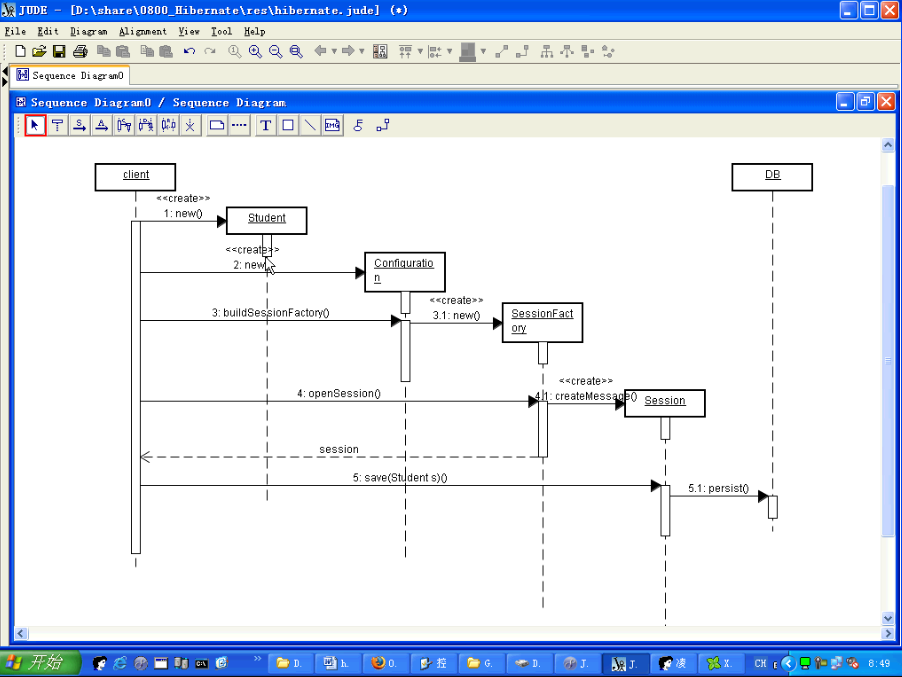 JUDE - [D:\share\0800_Hibernate\res\hibernate.jude] (*)
File Edit Diagram Alignment View Tool Help
Sequence Diagram0
Sequence Diagram0 / Sequence Diagram
client
DB
<<create>>
1: new()
Student
<<create>>
2: new
Configuratio
n
<<create>>
3: buildSessionFactory()
3.1: new()
SessionFact
ory
<<create>>
4: openSession()
4.1: createMessage()
Session
session
5: save(Student s)()
5.1: persist()
开始
D.
h.
O.
控
G.
D.
J.
J.
凌
X.
CH
8:49